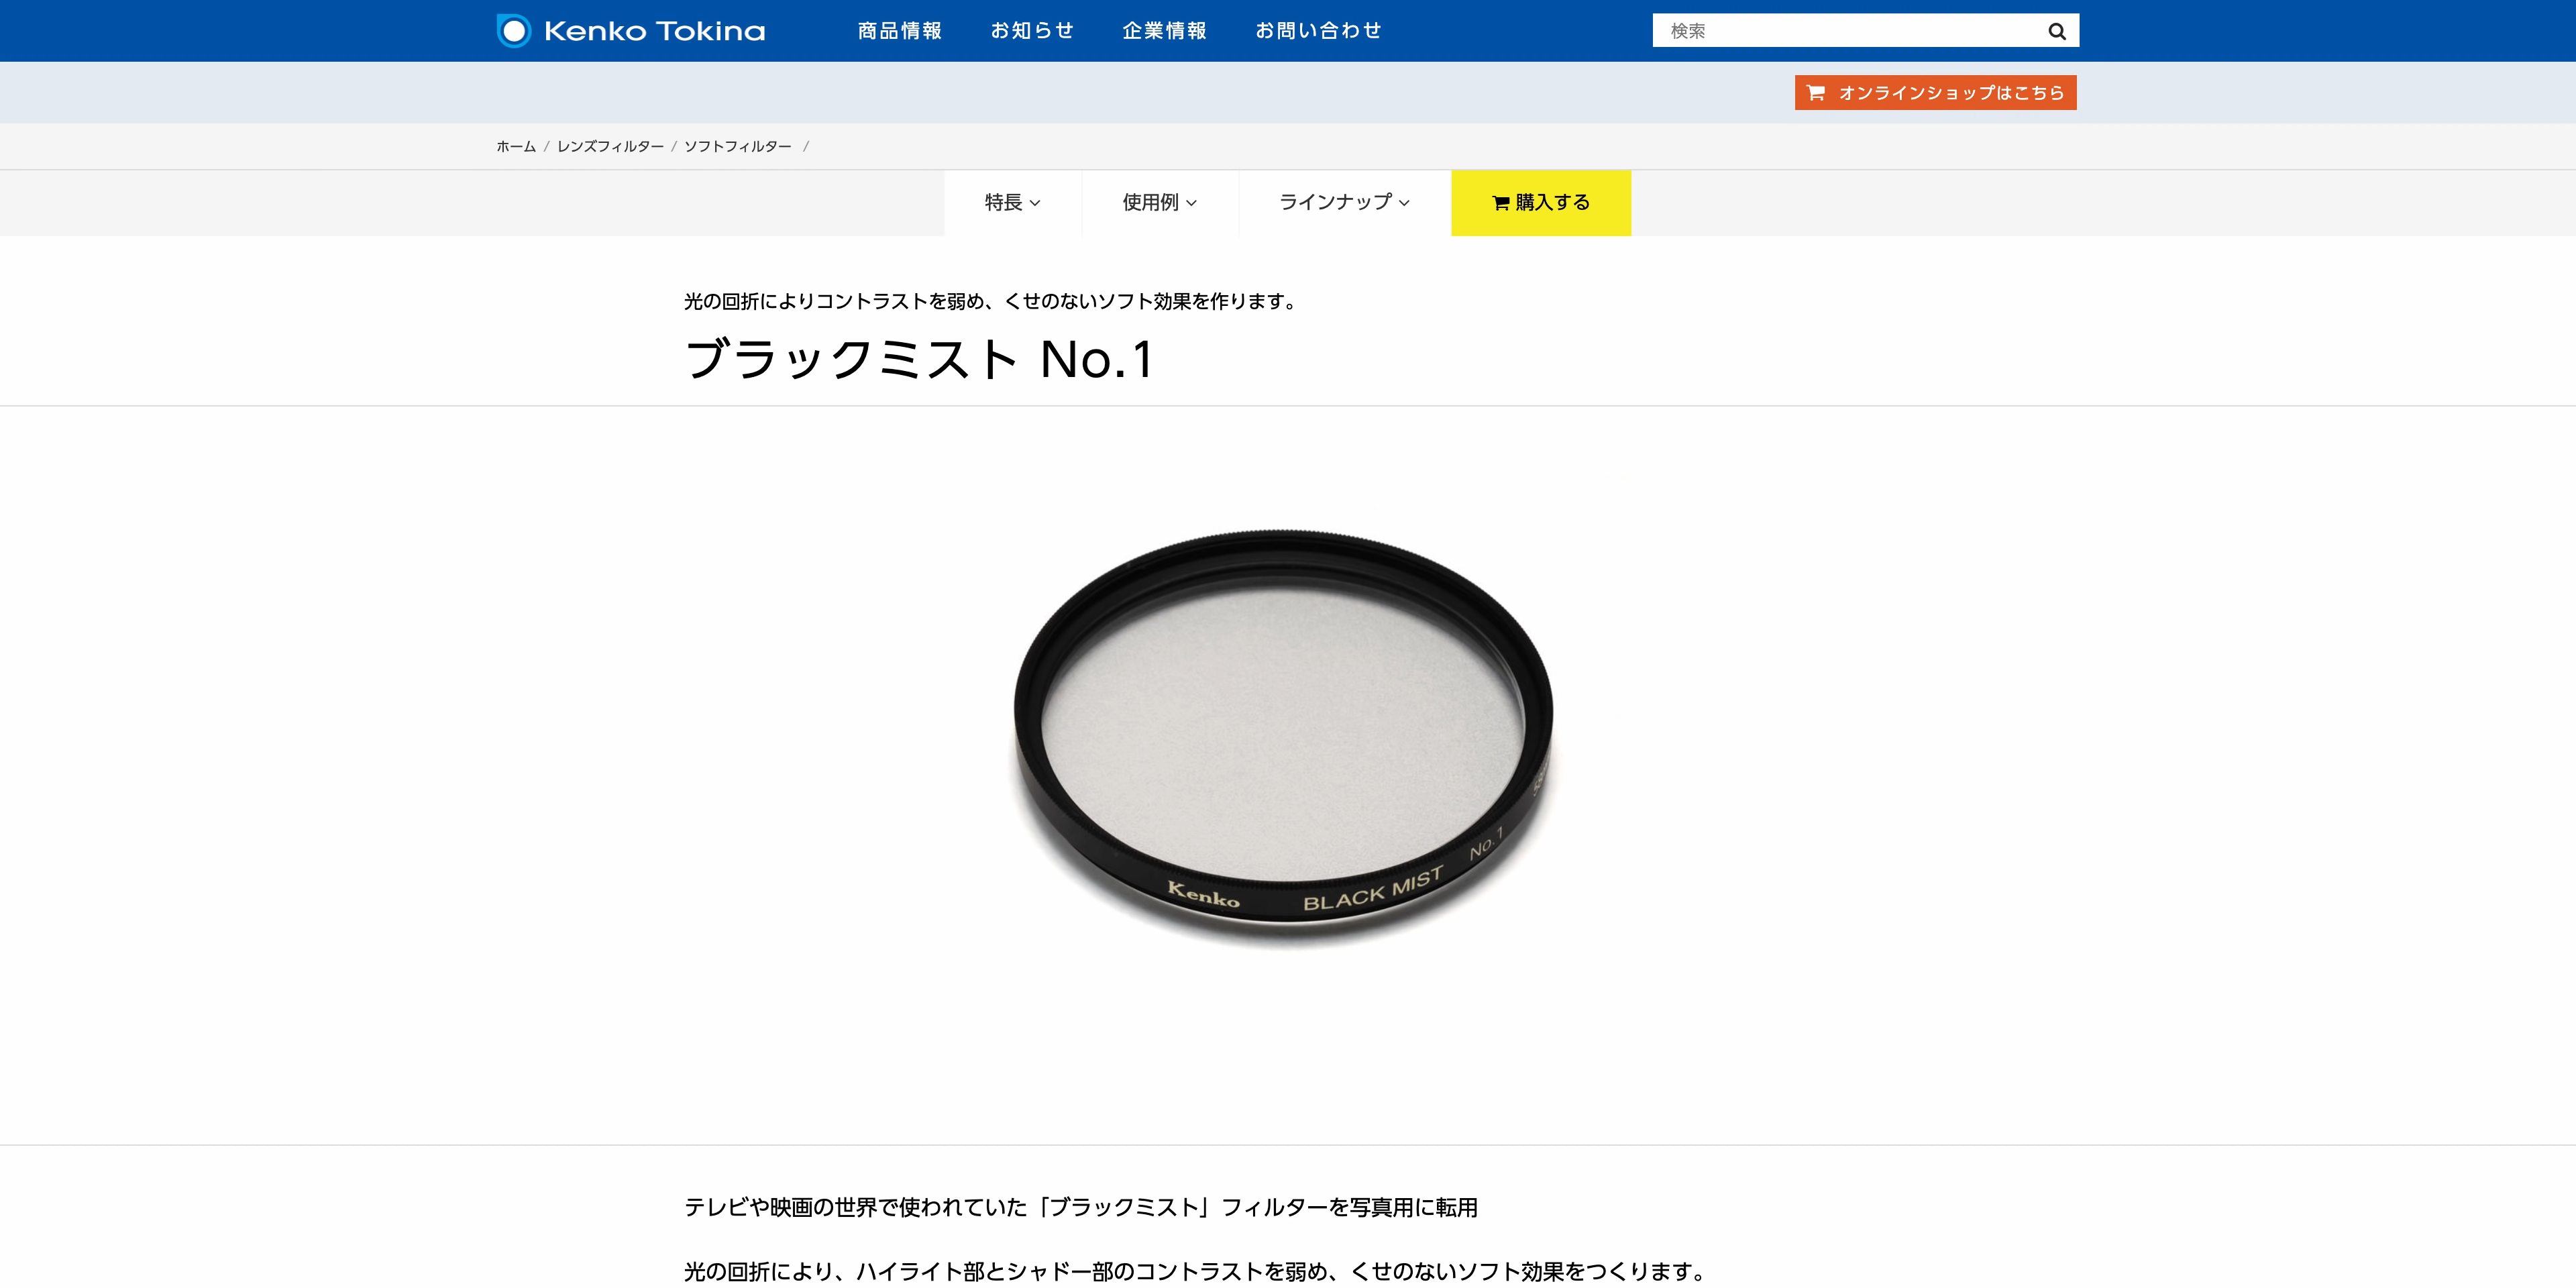 Kenko Tokina
商品情報
お知らせ
企業情報
お問い合わせ
検索
オンラインショップはこちら
ホーム / レンズフィルター / ソフトフィルター /
特長
使用例
ラインナップ
購入する
光の回折によりコントラストを弱め、くせのないソフト効果を作ります。
ブラックミスト No.1
Kenko BLACK MIST No.1
テレビや映画の世界で使われていた「ブラックミスト」フィルターを写真用に転用
光の回折により、ハイライト部とシャドー部のコントラストを弱め、くせのないソフト効果をつくります。